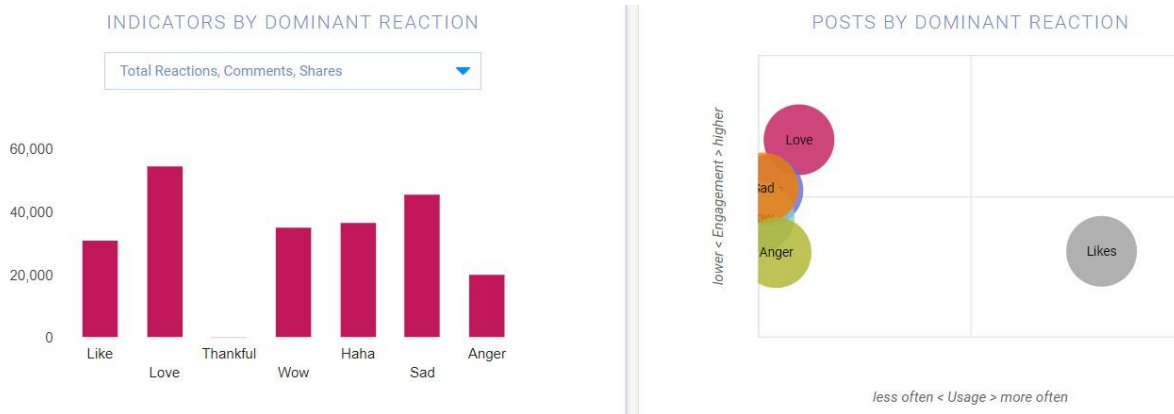 INDICATORS BY DOMINANT REACTION
Total Reactions, Comments, Shares
60,000
40,000
20,000
0
Like
Love
Thankful
Wow
Haha
Sad
Anger
POSTS BY DOMINANT REACTION
lower < Engagement > higher
Love
Sad
Anger
Likes
less often < Usage > more often